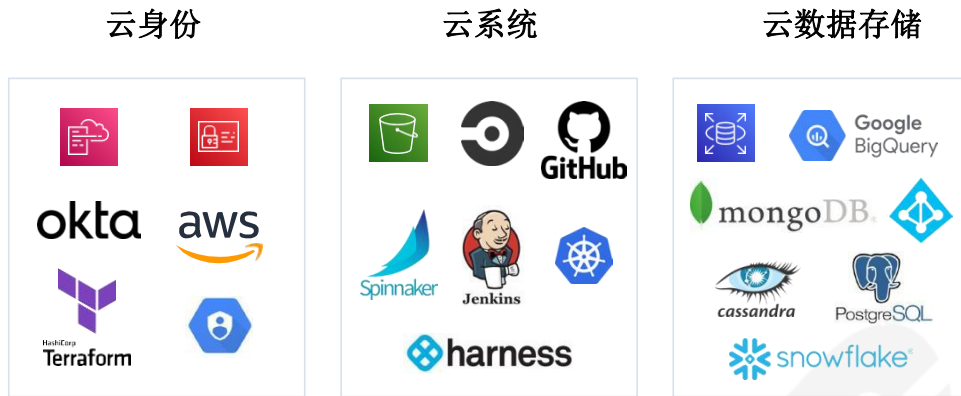 云身份
云系统
云数据存储
okta
aws
HashiCorp
Terraform
GitHub
Spinnaker
Jenkins
harness
Google
BigQuery
mongoDB®
cassandra
PostgreSQL
snowflake®